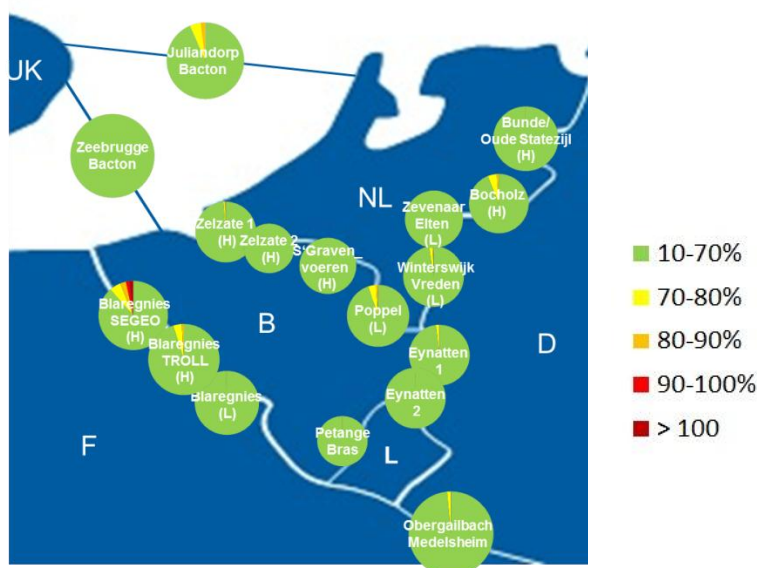 Juliandorp
Bacton
UK
Zeebrugge
Bacton
Bunde/
Oude Statezijl
(H)
NL
Bocholz
(H)
Zevenaar
Elten
(L)
Zelzate 1
(H)
Zelzate 2
(H)
S'Graven_
voeren
(H)
Winterswijk
Vreden
(L)
10-70%
70-80%
80-90%
90-100%
> 100
Blaregnies
SEGEO
(H)
B
Poppel
(L)
D
Blaregnies
TROLL
(H)
Eynatten
1
Blaregnies
(L)
Eynatten
2
F
Petange
Bras
L
Obergailbach
Medelsheim